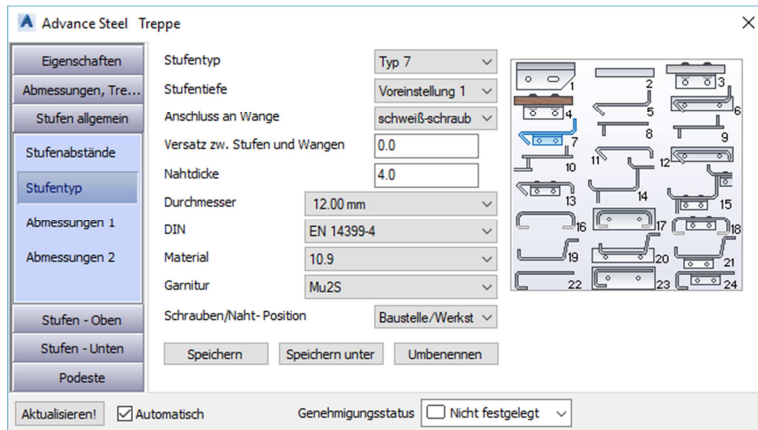 Advance Steel Treppe
Eigenschaften
Abmessungen, Tre...
Stufen allgemein
Stufenabstände
Stufentyp
Abmessungen 1
Abmessungen 2
Stufen - Oben
Stufen - Unten
Podeste
Stufentyp Typ 7
Stufentiefe Voreinstellung 1
Anschluss an Wange schweiß-schraub
Versatz zw. Stufen und Wangen 0.0
Nahtdicke 4.0
Durchmesser 12.00 mm
DIN EN 14399-4
Material 10.9
Garnitur Mu2S
Schrauben/Naht- Position Baustelle/Werkst
Speichern Speichern unter Umbenennen
1 2 3
4 5 6
7 8 9
10 11 12
13 14 15
16 17 18
19 20 21
22 23 24
Aktualisieren! Automatisch Genehmigungsstatus Nicht festgelegt